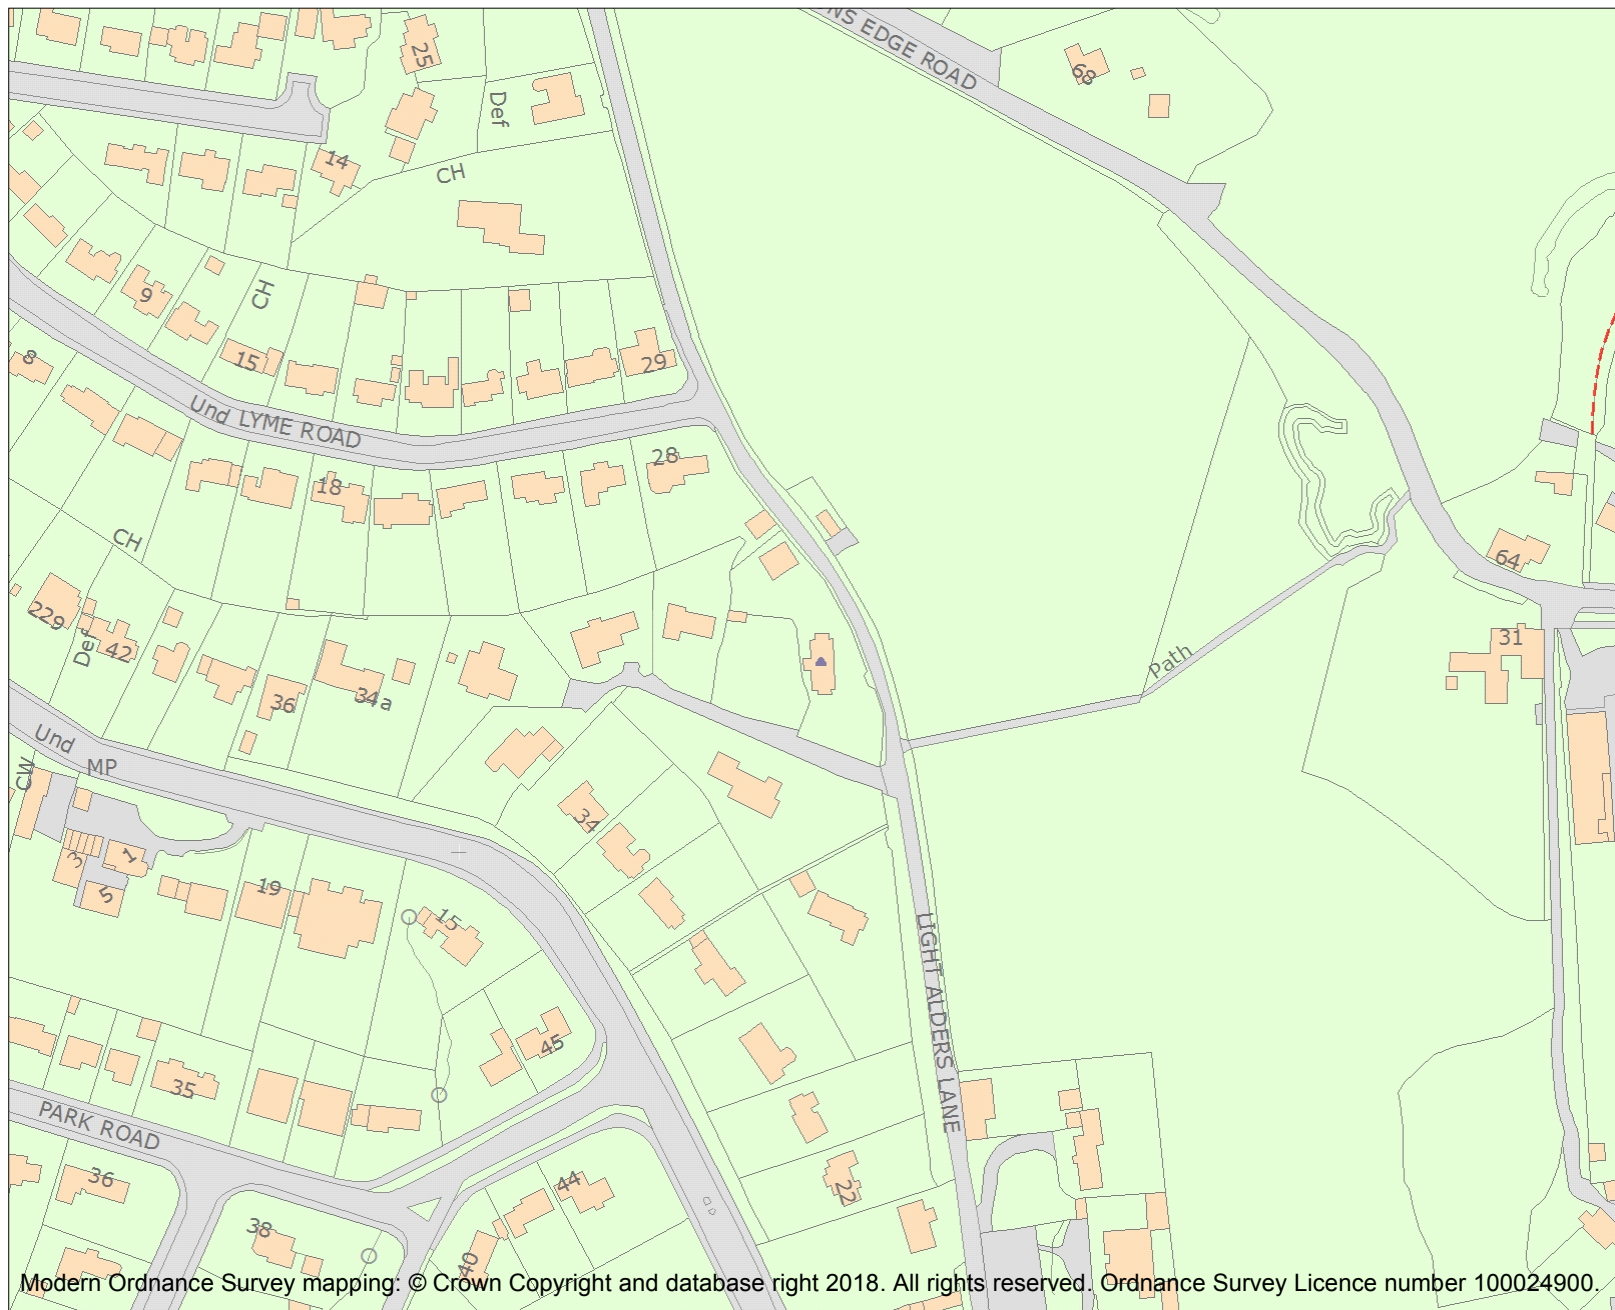 NS EDGE ROAD
25
68
Def
14
CH
9
CH
15
29
8
Und LYME ROAD
28
18
CH
64
229
42
Def
31
Path
36
34a
Und
MP
CW
34
3
1
5
19
15
LIGHT ALDERS LANE
45
35
PARK ROAD
36
44
22
38
40
Modern Ordnance Survey mapping: © Crown Copyright and database right 2018. All rights reserved. Ordnance Survey Licence number 100024900.